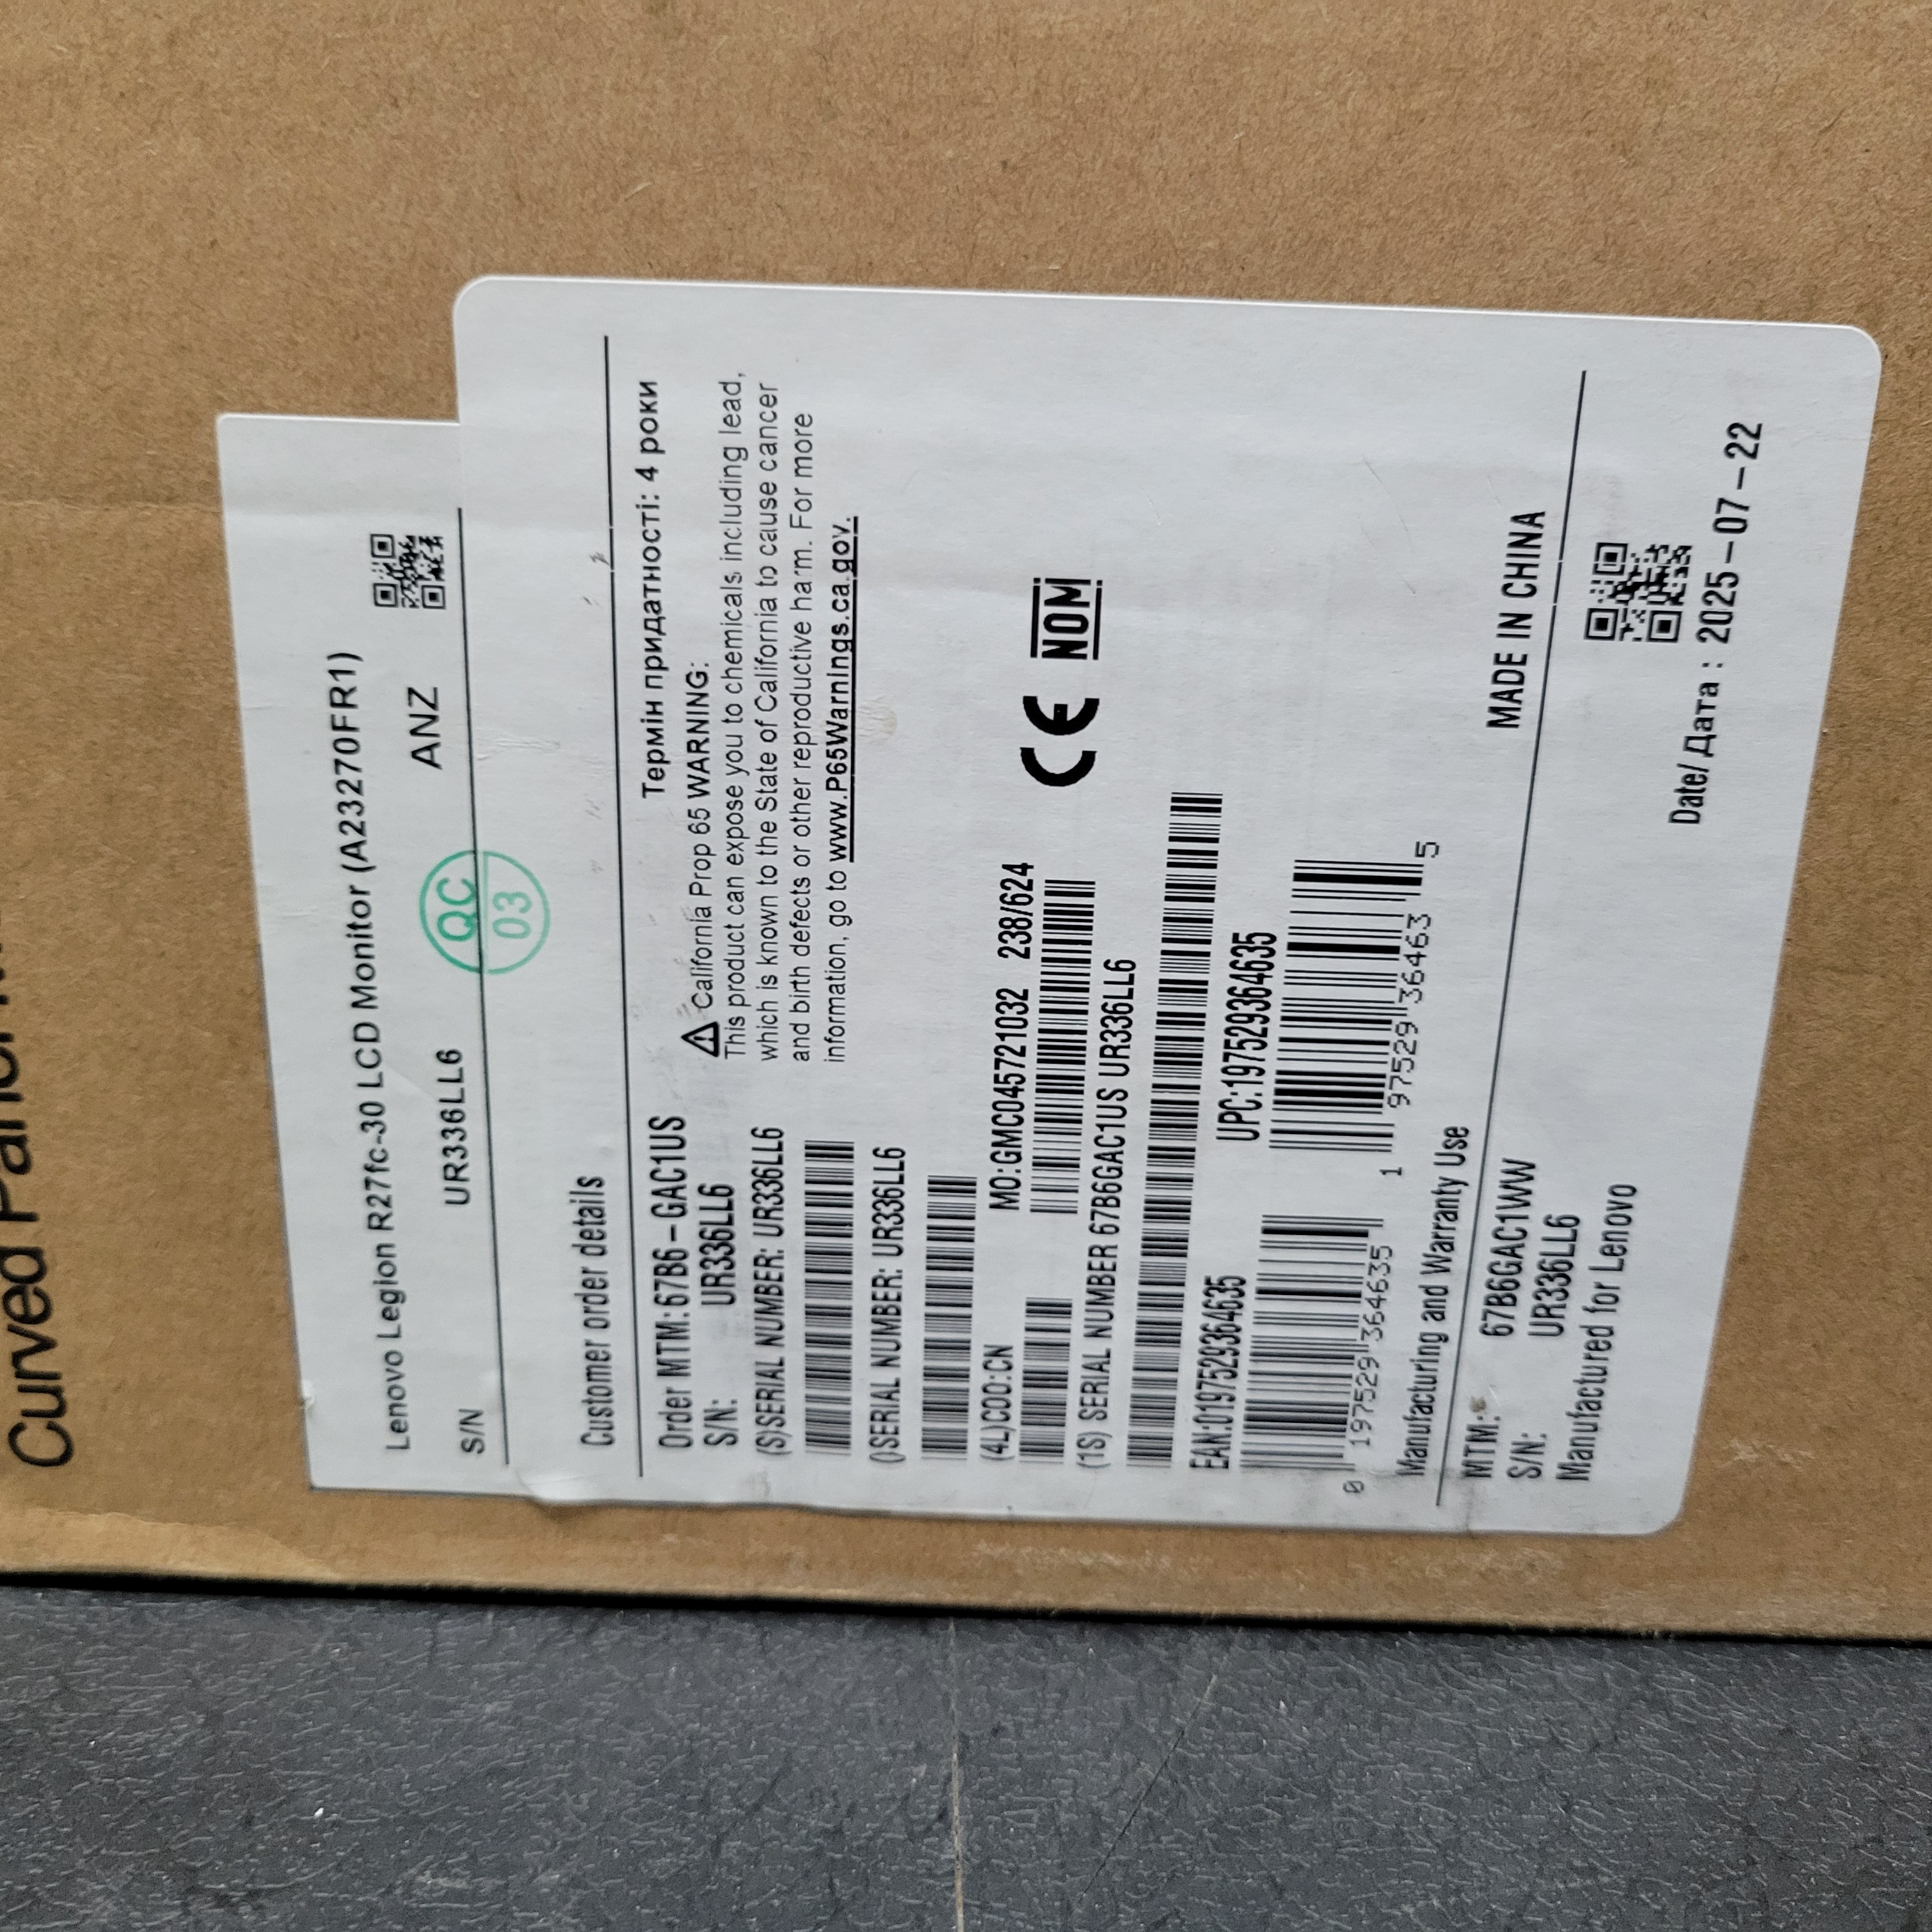 Curved
Lenovo Legion R27fc-30 LCD Monitor (A23270FR1)
S/N UR336LL6 ANZ
QC
03
Customer order details
Order MTM:67B6-GAC1US
S/N: UR336LL6
Термін придатності: 4 роки
California Prop 65 WARNING:
This product can expose you to chemicals including lead,
which is known to the State of California to cause cancer
and birth defects or other reproductive harm. For more
information, go to www.P65Warnings.ca.gov.
(S)SERIAL NUMBER: UR336LL6
()SERIAL NUMBER: UR336LL6
(4L)COO:CN MO:GMC045721032 238/624
CE NOM
(1S) SERIAL NUMBER 67B6GAC1US UR336LL6
EAN:0197529364635 UPC:197529364635
0 197529 364635 1 97529 36463 5
Manufacturing and Warranty Use MADE IN CHINA
MTM: 67B6GAC1WW
S/N: UR336LL6
Manufactured for Lenovo
Date/Дата: 2025-07-22